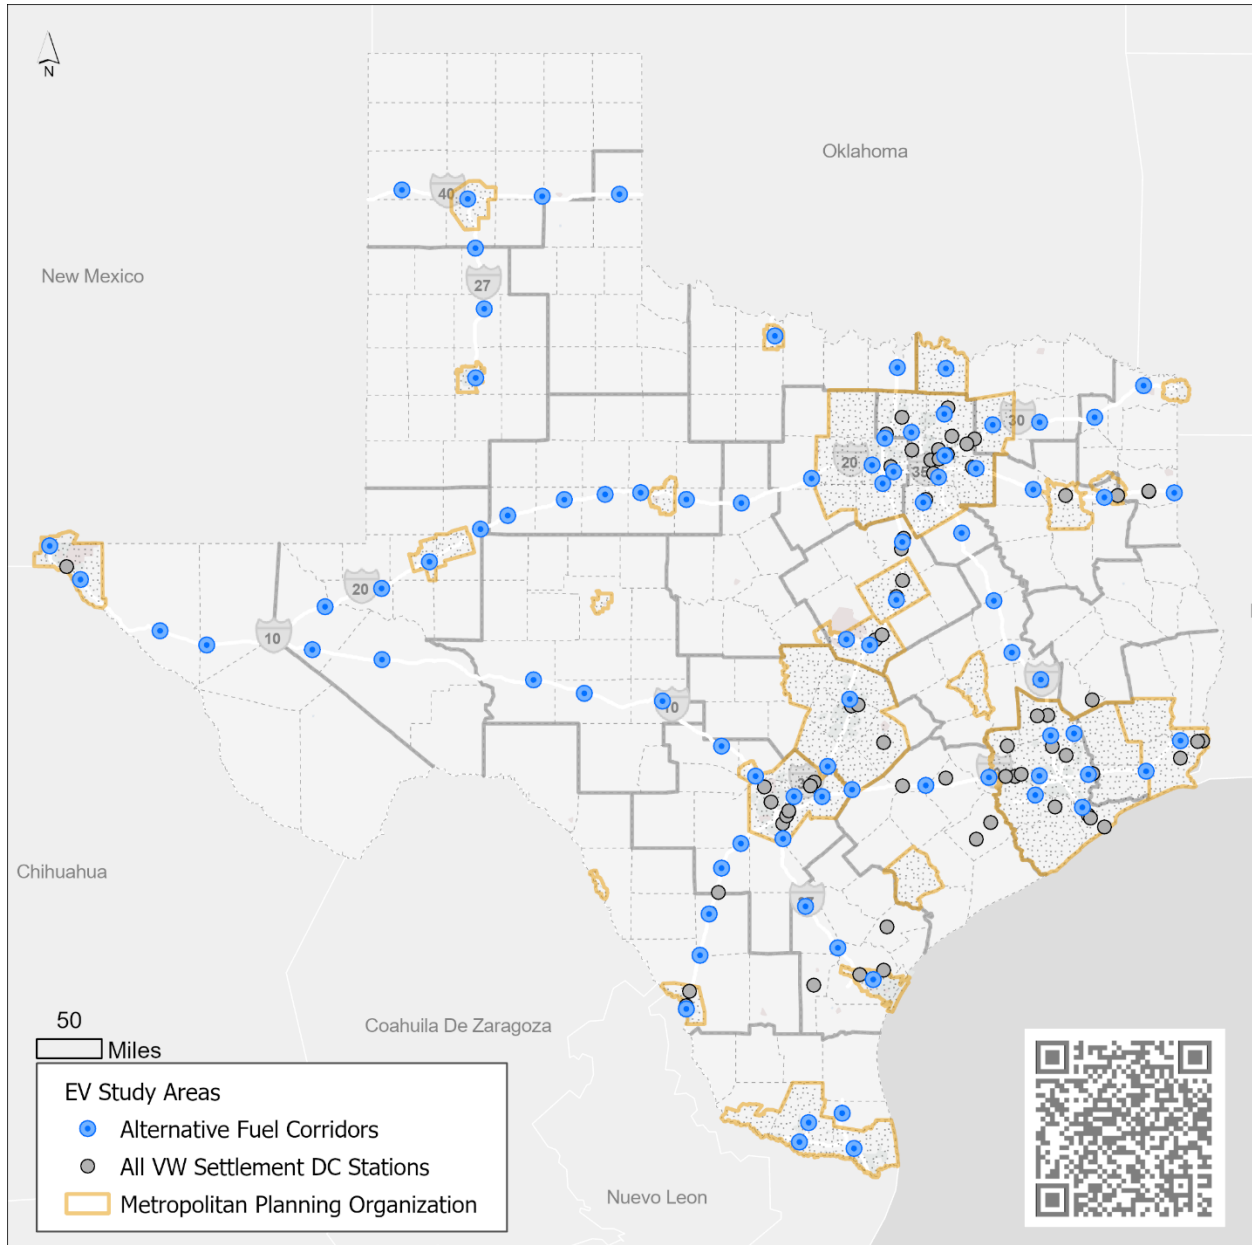 N
Oklahoma
40
New Mexico
27
30
20
35
20
10
10
Chihuahua
50
Miles
Coahuila De Zaragoza
EV Study Areas
Alternative Fuel Corridors
All VW Settlement DC Stations
Metropolitan Planning Organization
Nuevo Leon